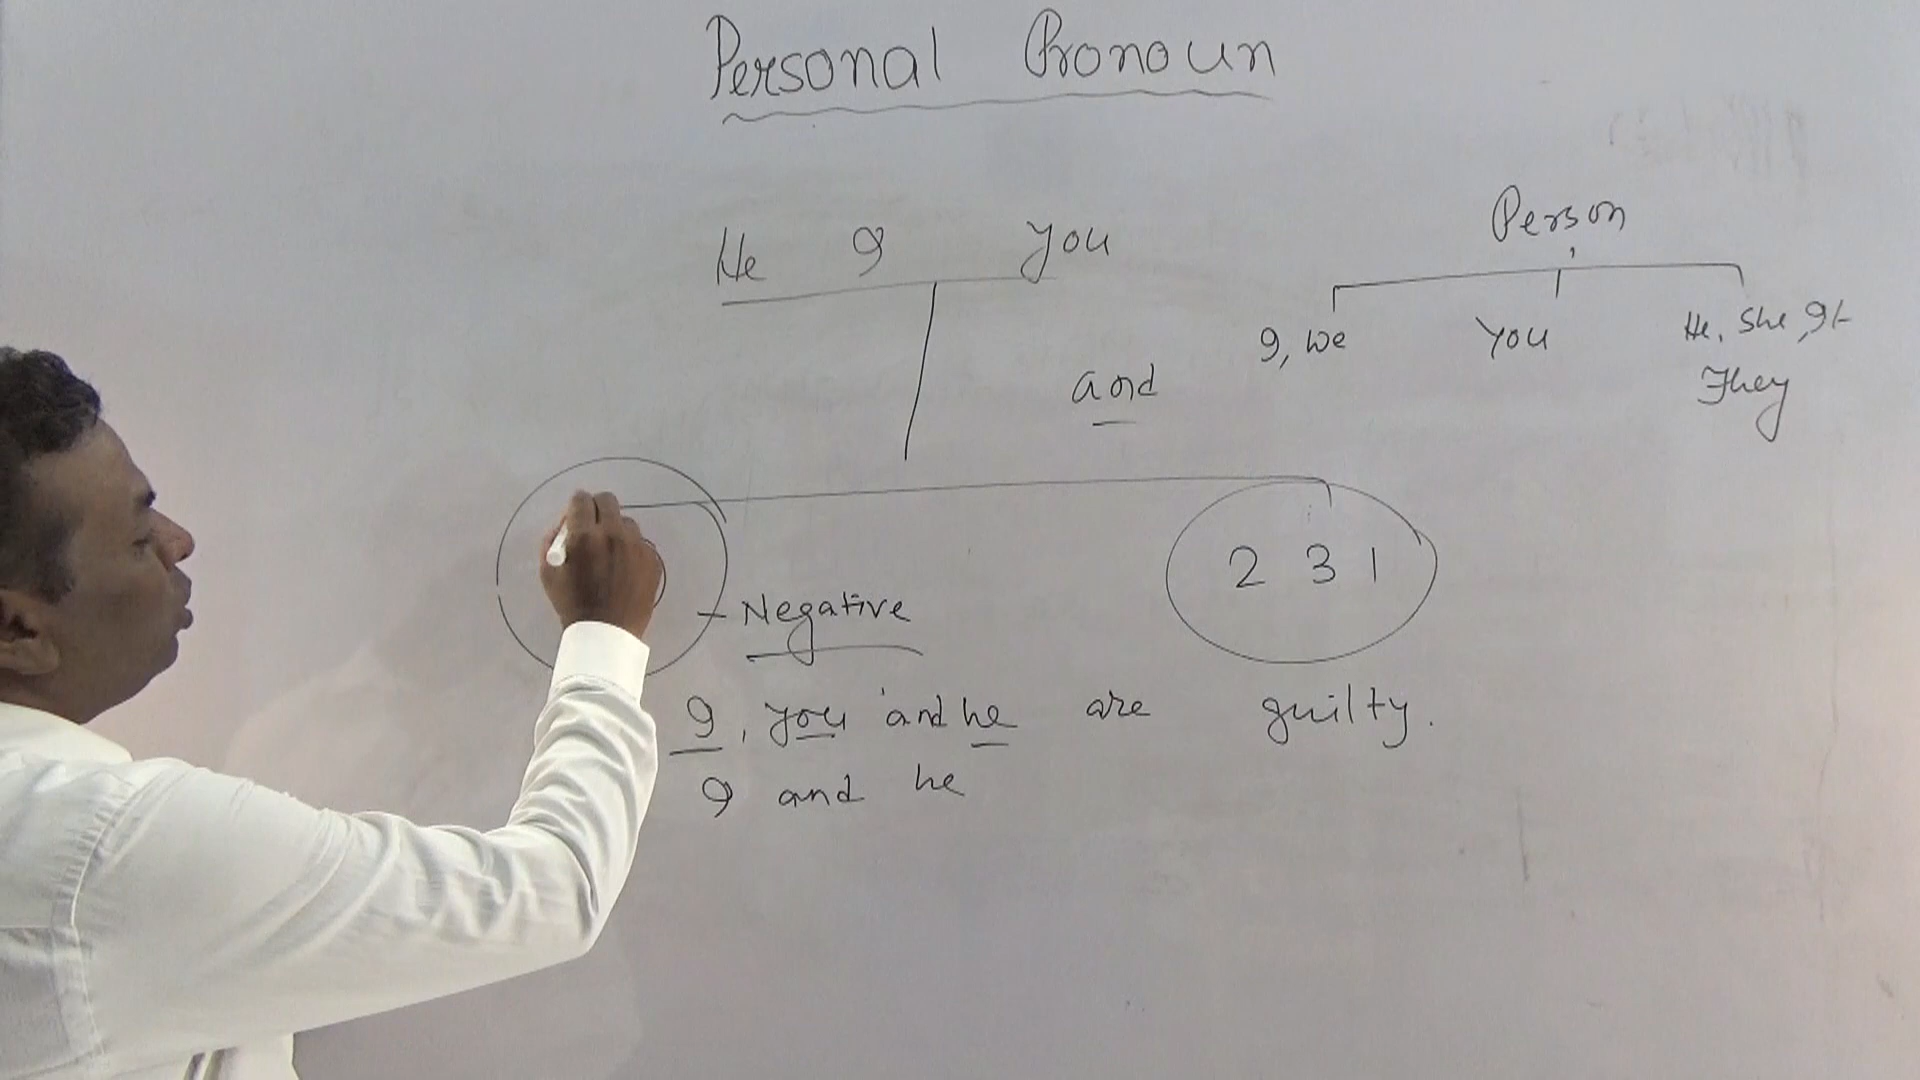 Personal Pronoun
He I you
Person
I, we
You
He, She, It
They
and
2 3 1
Negative
I, you and he are guilty.
I and he